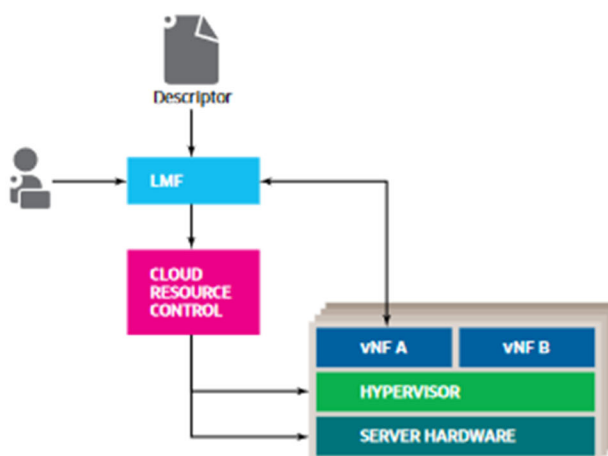 Descriptor
LMF
CLOUD
RESOURCE
CONTROL
vNF A
vNF B
HYPERVISOR
SERVER HARDWARE